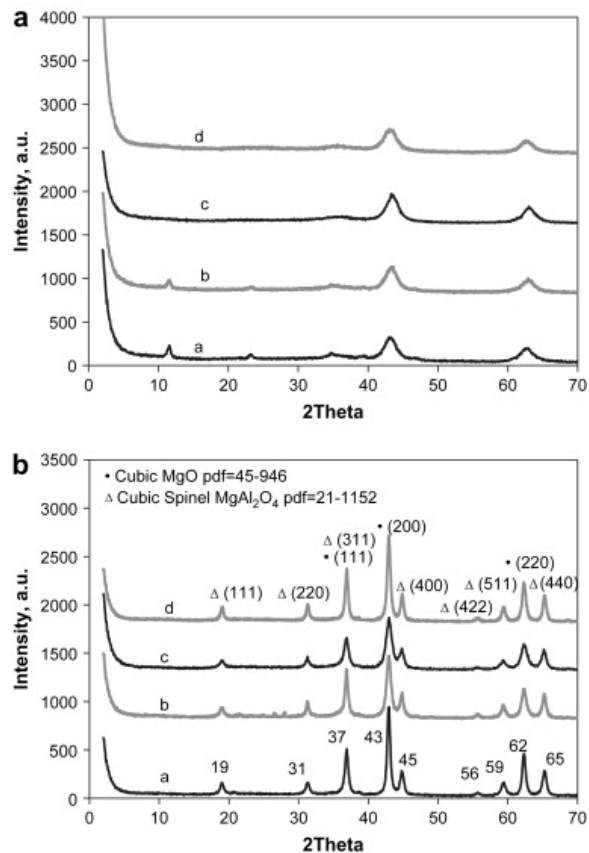 a
4000
3500
3000
2500
2000
1500
1000
500
0
Intensity, a.u.
d
c
b
a
0 10 20 30 40 50 60 70
2Theta
b
3500
3000
2500
2000
1500
1000
500
0
Intensity, a.u.
• Cubic MgO pdf=45-946
Δ Cubic Spinel MgAl2O4 pdf=21-1152
• (200)
Δ (311)
• (111)
• (220)
Δ (111) Δ (220) Δ (400) Δ (511) Δ (440)
Δ (422)
d
c
b
a
19 31 37 43 45 56 59 62 65
0 10 20 30 40 50 60 70
2Theta